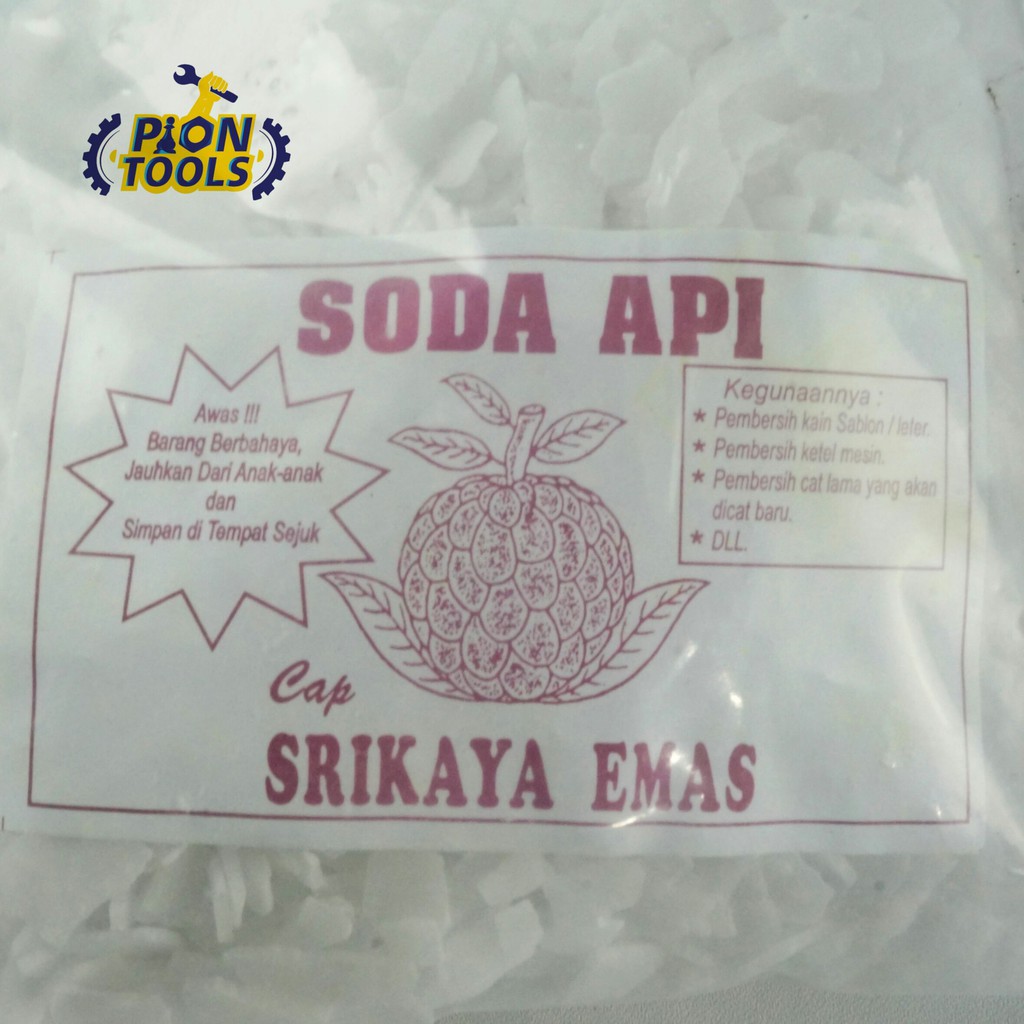 PION
TOOLS
SODA API
Awas !!!
Barang Berbahaya,
Jauhkan Dari Anak-anak
dan
Simpan di Tempat Sejuk
Kegunaannya :
* Pembersih kain Sablon / leter.
* Pembersih ketel mesin.
* Pembersih cat lama yang akan
dicat baru.
* DLL.
Cap
SRIKAYA EMAS